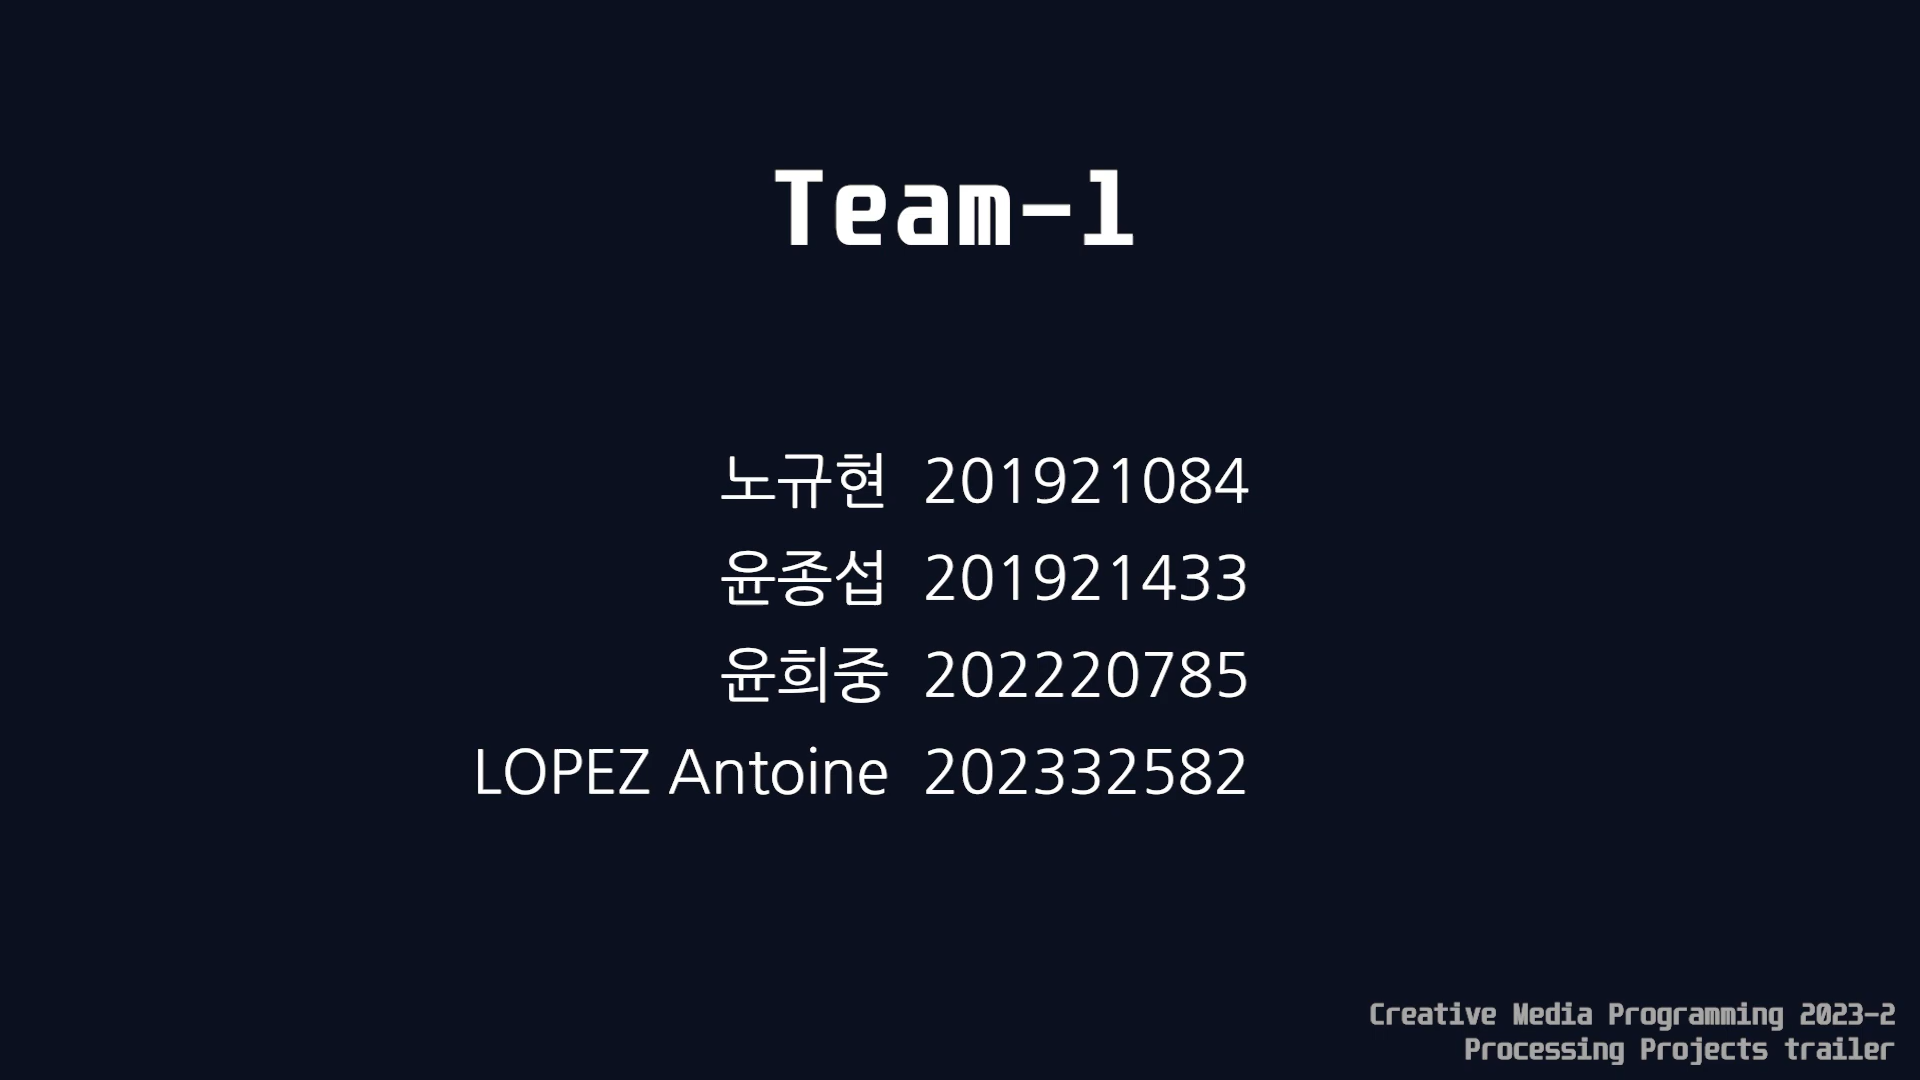 Team-1
노규현 201921084
윤종섭 201921433
윤희중 202220785
LOPEZ Antoine 202332582
Creative Media Programming 2023-2
Processing Projects trailer